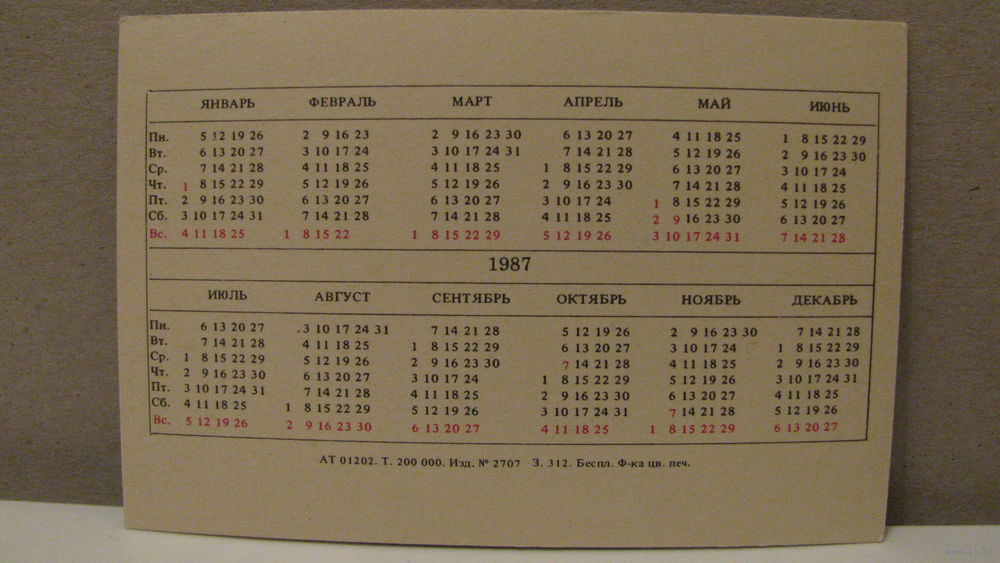 ЯНВАРЬ ФЕВРАЛЬ МАРТ АПРЕЛЬ МАЙ ИЮНЬ
Пн. 5 12 19 26 2 9 16 23 2 9 16 23 30 6 13 20 27 4 11 18 25 1 8 15 22 29
Вт. 6 13 20 27 3 10 17 24 3 10 17 24 31 7 14 21 28 5 12 19 26 2 9 16 23 30
Ср. 7 14 21 28 4 11 18 25 4 11 18 25 1 8 15 22 29 6 13 20 27 3 10 17 24
Чт. 1 8 15 22 29 5 12 19 26 5 12 19 26 2 9 16 23 30 7 14 21 28 4 11 18 25
Пт. 2 9 16 23 30 6 13 20 27 6 13 20 27 3 10 17 24 1 8 15 22 29 5 12 19 26
Сб. 3 10 17 24 31 7 14 21 28 7 14 21 28 4 11 18 25 2 9 16 23 30 6 13 20 27
Вс. 4 11 18 25 1 8 15 22 1 8 15 22 29 5 12 19 26 3 10 17 24 31 7 14 21 28
1987
ИЮЛЬ АВГУСТ СЕНТЯБРЬ ОКТЯБРЬ НОЯБРЬ ДЕКАБРЬ
Пн. 6 13 20 27 3 10 17 24 31 7 14 21 28 5 12 19 26 2 9 16 23 30 7 14 21 28
Вт. 7 14 21 28 4 11 18 25 1 8 15 22 29 6 13 20 27 3 10 17 24 1 8 15 22 29
Ср. 1 8 15 22 29 5 12 19 26 2 9 16 23 30 7 14 21 28 4 11 18 25 2 9 16 23 30
Чт. 2 9 16 23 30 6 13 20 27 3 10 17 24 1 8 15 22 29 5 12 19 26 3 10 17 24 31
Пт. 3 10 17 24 31 7 14 21 28 4 11 18 25 2 9 16 23 30 6 13 20 27 4 11 18 25
Сб. 4 11 18 25 1 8 15 22 29 5 12 19 26 3 10 17 24 31 7 14 21 28 5 12 19 26
Вс. 5 12 19 26 2 9 16 23 30 6 13 20 27 4 11 18 25 1 8 15 22 29 6 13 20 27
АТ 01202. Т. 200 000. Изд. № 2707 З. 312. Беспл. Ф-ка цв. печ.